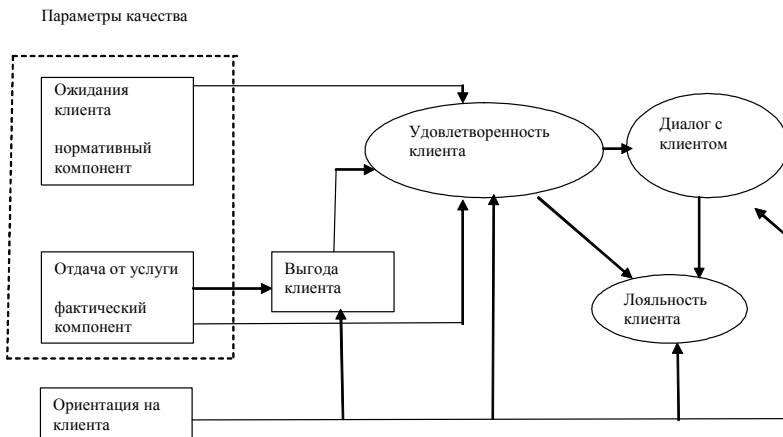 Параметры качества
Ожидания
клиента
нормативный
компонент
Удовлетворенность
клиента
Диалог с
клиентом
Отдача от услуги
фактический
компонент
Выгода
клиента
Лояльность
клиента
Ориентация на
клиента